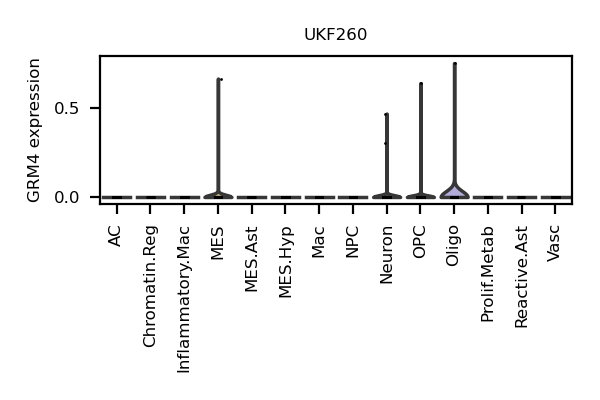 UKF260
GRM4 expression
0.5
0.0
AC
Chromatin.Reg
Inflammatory.Mac
MES
MES.Ast
MES.Hyp
Mac
NPC
Neuron
OPC
Oligo
Prolif.Metab
Reactive.Ast
Vasc